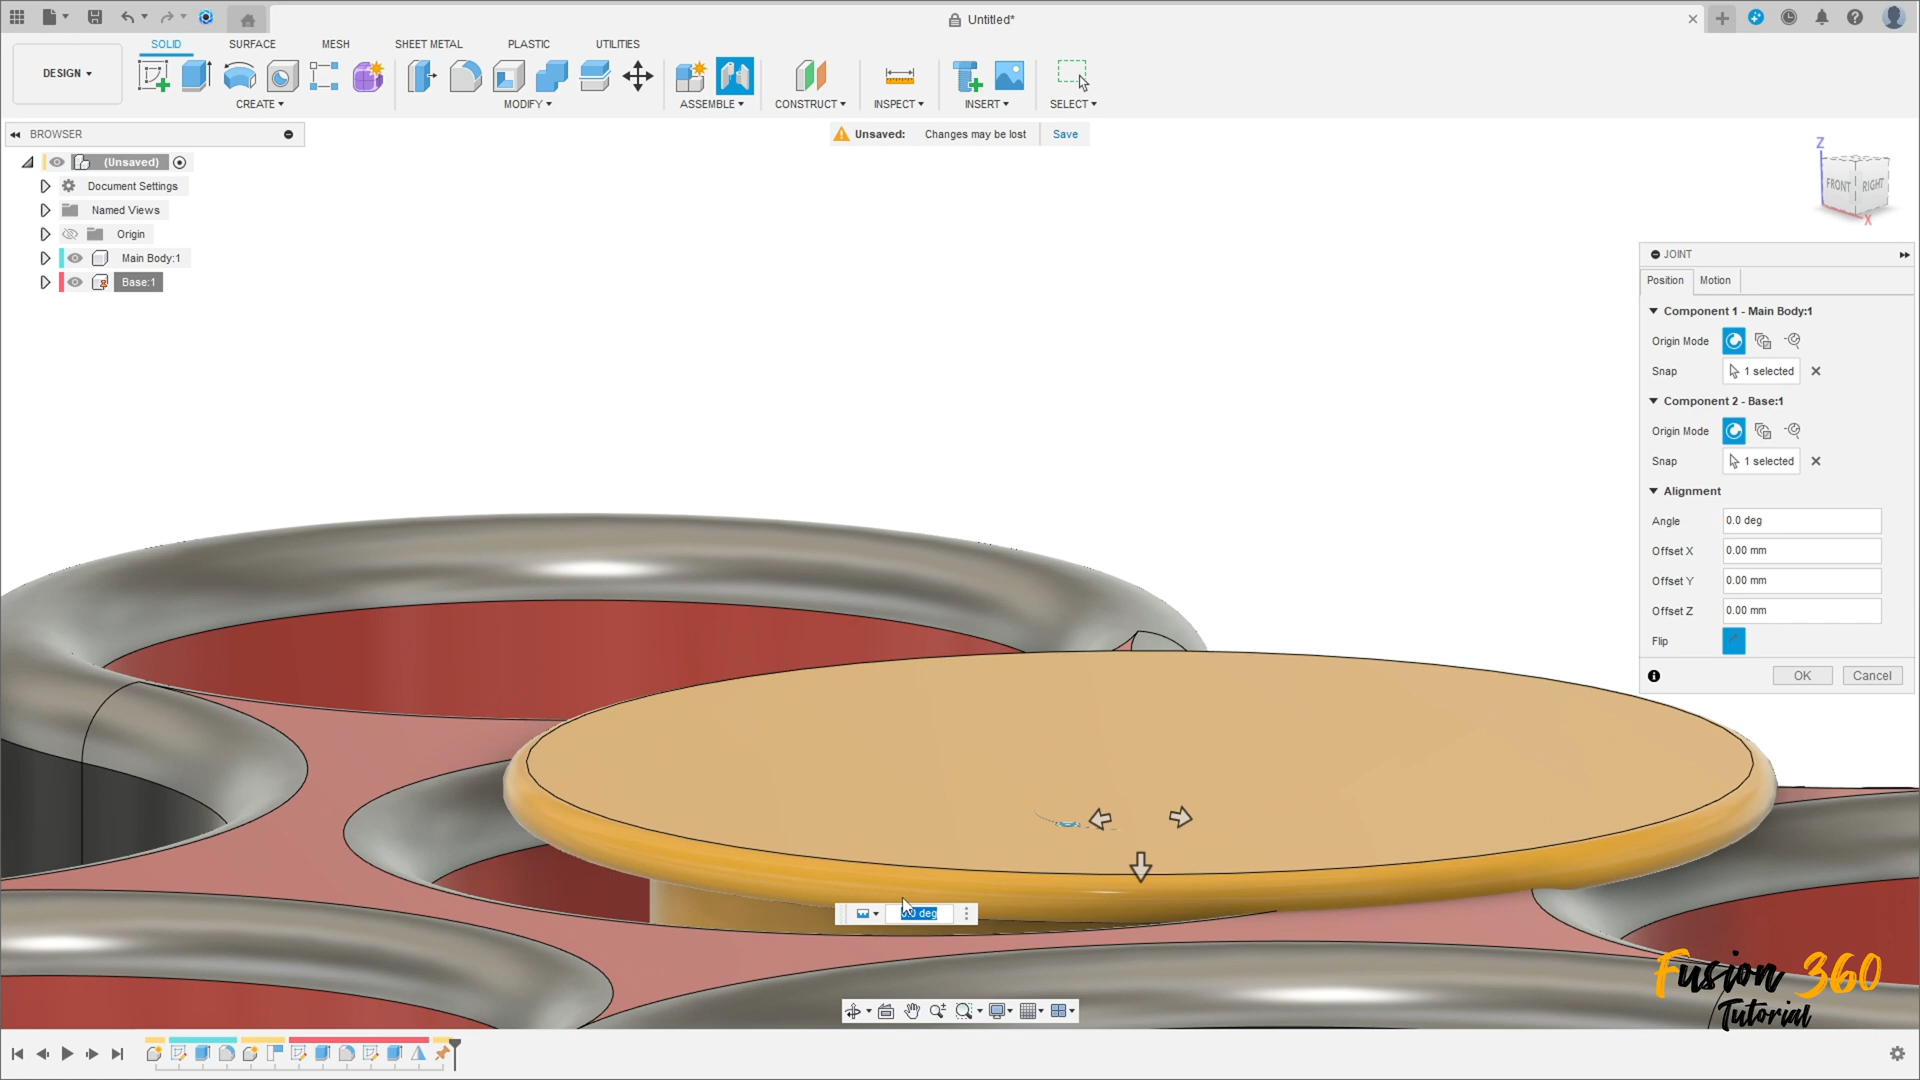 Untitled*
DESIGN
SOLID
SURFACE
MESH
SHEET METAL
PLASTIC
UTILITIES
CREATE
MODIFY
ASSEMBLE
CONSTRUCT
INSPECT
INSERT
SELECT
BROWSER
Unsaved: Changes may be lost Save
(Unsaved)
Document Settings
Named Views
Origin
Main Body:1
Base:1
Z
FRONT RIGHT
X
JOINT
Position Motion
Component 1 - Main Body:1
Origin Mode
Snap 1 selected
Component 2 - Base:1
Origin Mode
Snap 1 selected
Alignment
Angle 0.0 deg
Offset X 0.00 mm
Offset Y 0.00 mm
Offset Z 0.00 mm
Flip
OK Cancel
deg
Fusion 360
Tutorial